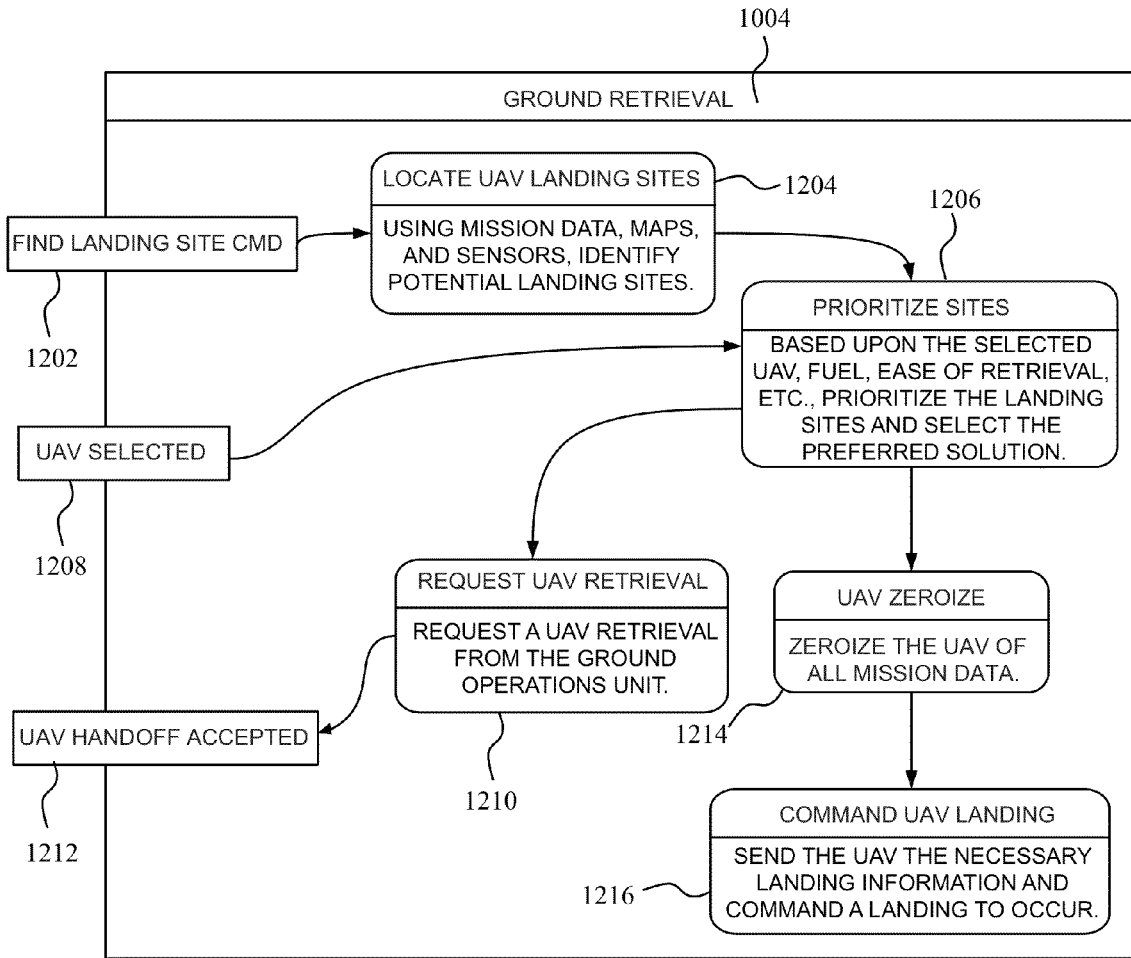 1004
GROUND RETRIEVAL
LOCATE UAV LANDING SITES
1204
USING MISSION DATA, MAPS,
AND SENSORS, IDENTIFY
POTENTIAL LANDING SITES.
FIND LANDING SITE CMD
1202
1206
PRIORITIZE SITES
BASED UPON THE SELECTED
UAV, FUEL, EASE OF RETRIEVAL,
ETC., PRIORITIZE THE LANDING
SITES AND SELECT THE
PREFERRED SOLUTION.
UAV SELECTED
1208
REQUEST UAV RETRIEVAL
REQUEST A UAV RETRIEVAL
FROM THE GROUND
OPERATIONS UNIT.
1210
UAV HANDOFF ACCEPTED
1212
UAV ZEROIZE
ZEROIZE THE UAV OF
ALL MISSION DATA.
1214
COMMAND UAV LANDING
SEND THE UAV THE NECESSARY
LANDING INFORMATION AND
COMMAND A LANDING TO OCCUR.
1216